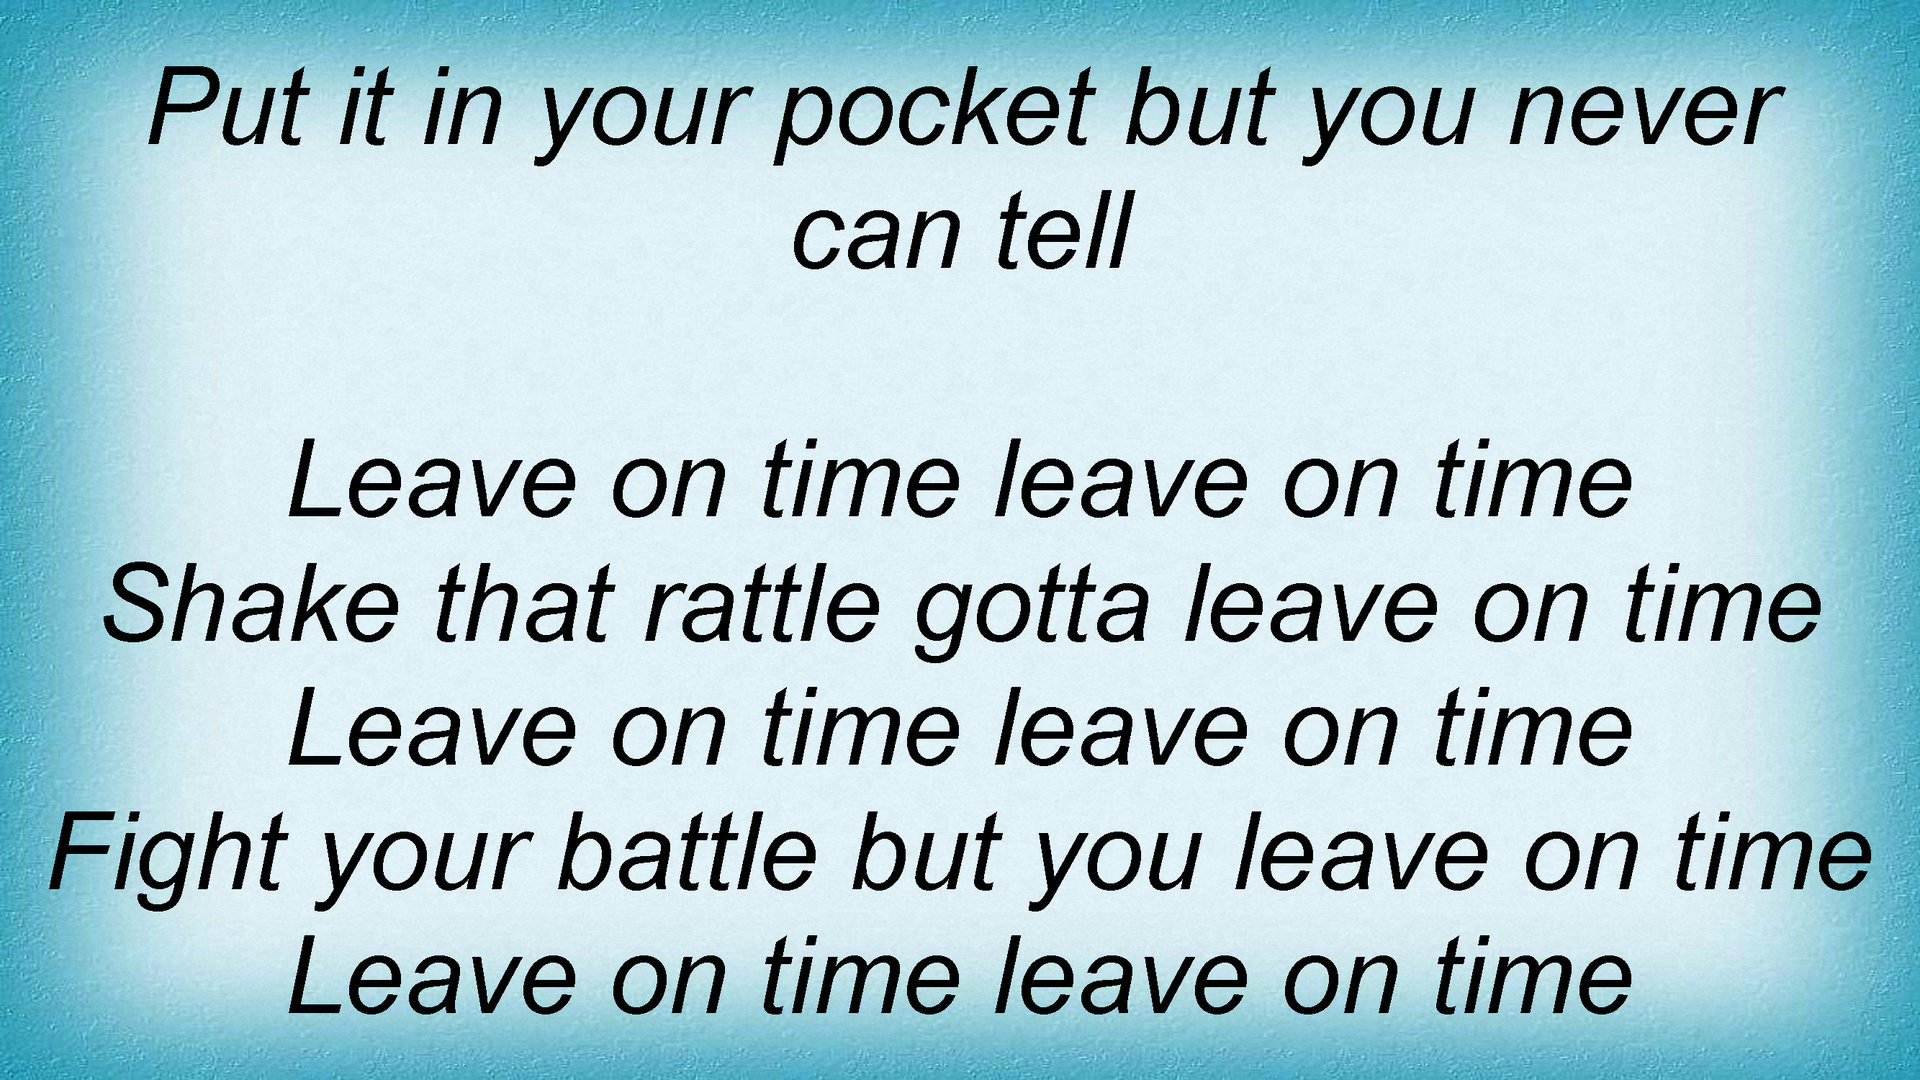 Put it in your pocket but you never
can tell
Leave on time leave on time
Shake that rattle gotta leave on time
Leave on time leave on time
Fight your battle but you leave on time
Leave on time leave on time